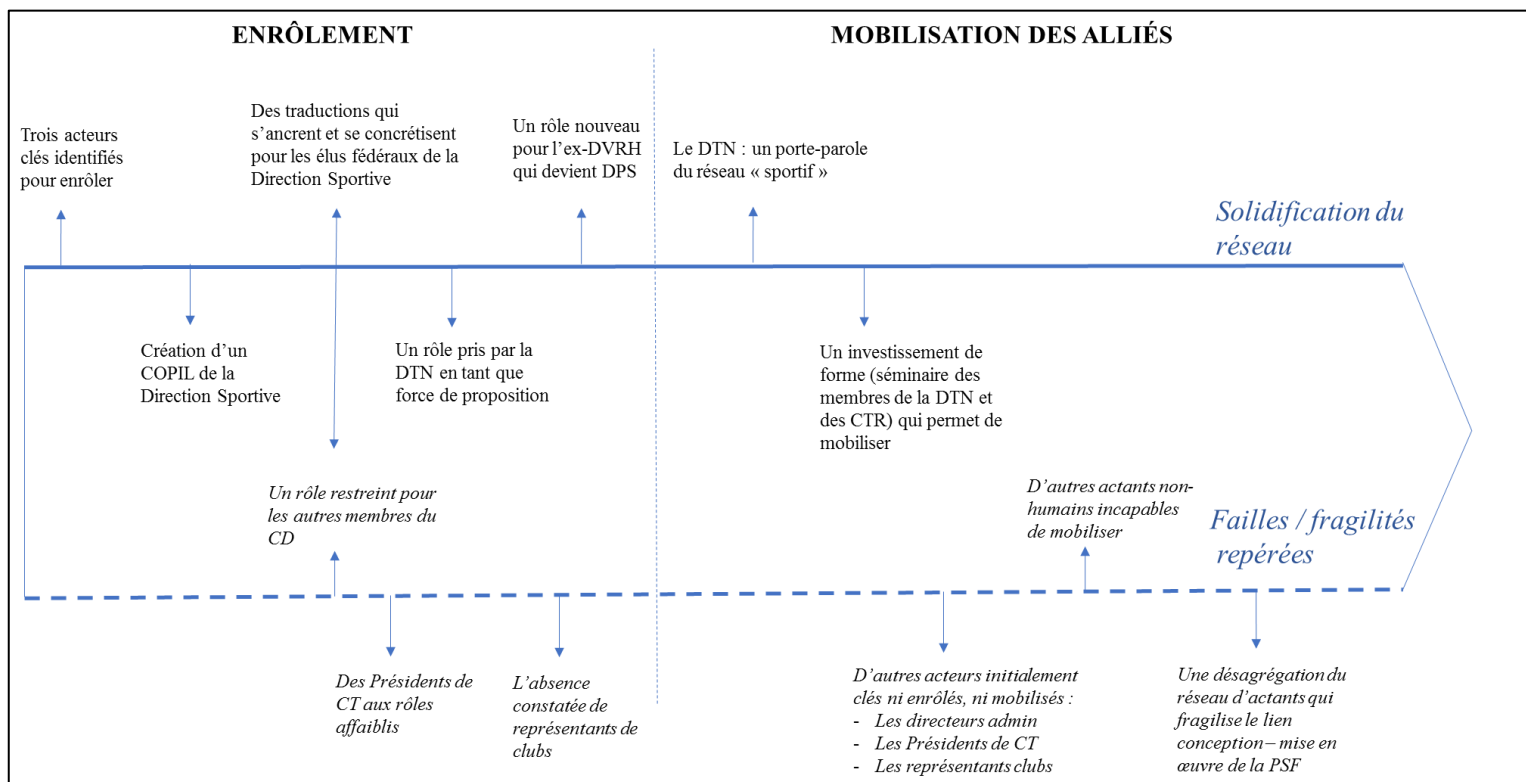 ENRÔLEMENT
MOBILISATION DES ALLIÉS
Trois acteurs
clés identifiés
pour enrôler
Des traductions qui
s’ancrent et se concrétisent
pour les élus fédéraux de la
Direction Sportive
Un rôle nouveau
pour l’ex-DVRH
qui devient DPS
Le DTN : un porte-parole
du réseau « sportif »
Solidification du
réseau
Création d’un
COPIL de la
Direction Sportive
Un rôle pris par la
DTN en tant que
force de proposition
Un investissement de
forme (séminaire des
membres de la DTN et
des CTR) qui permet de
mobiliser
Un rôle restreint pour
les autres membres du
CD
D’autres actants non-
humains incapables
de mobiliser
Failles / fragilités
repérées
Des Présidents de
CT aux rôles
affaiblis
L’absence
constatée de
représentants de
clubs
D’autres acteurs initialement
clés ni enrôlés, ni mobilisés :
- Les directeurs admin
- Les Présidents de CT
- Les représentants clubs
Une désagrégation du
réseau d’actants qui
fragilise le lien
conception – mise en
œuvre de la PSF